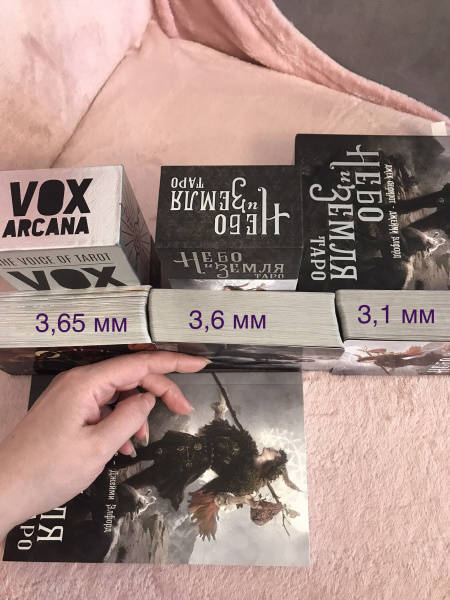 VOX
ARCANA
THE VOICE OF TAROT
VOX
НЕБО
и ЗЕМЛЯ
ТАРО
НЕБО
и ЗЕМЛЯ
ТАРО
НЕБО
и ЗЕМЛЯ
ТАРО
3,65 мм
3,6 мм
3,1 мм
ТАРО